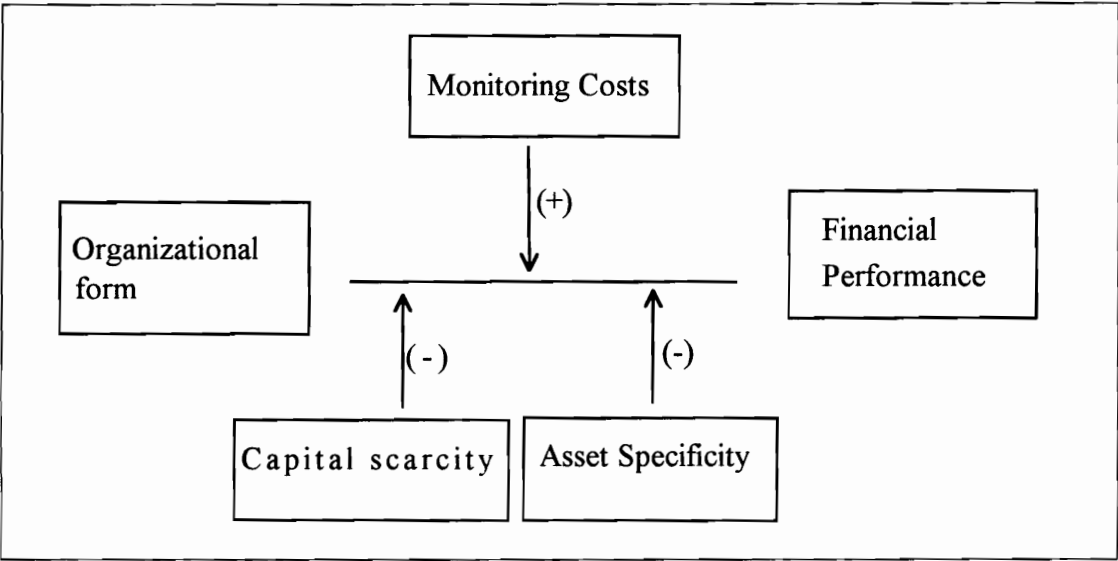 Monitoring Costs
(+)
Organizational
form
Financial
Performance
(-)
(-)
Capital scarcity
Asset Specificity